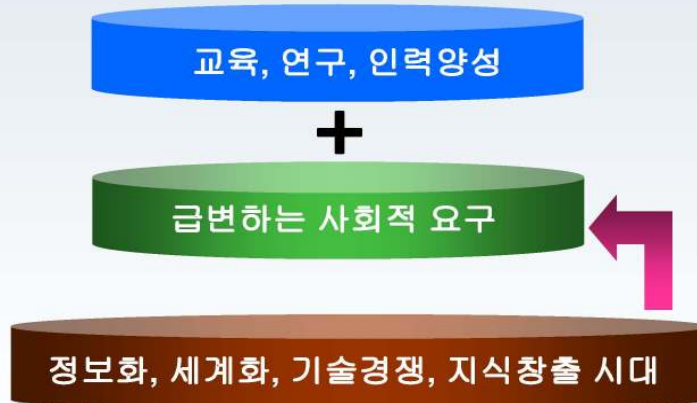 교육, 연구, 인력양성
+
급변하는 사회적 요구
정보화, 세계화, 기술경쟁, 지식창출 시대